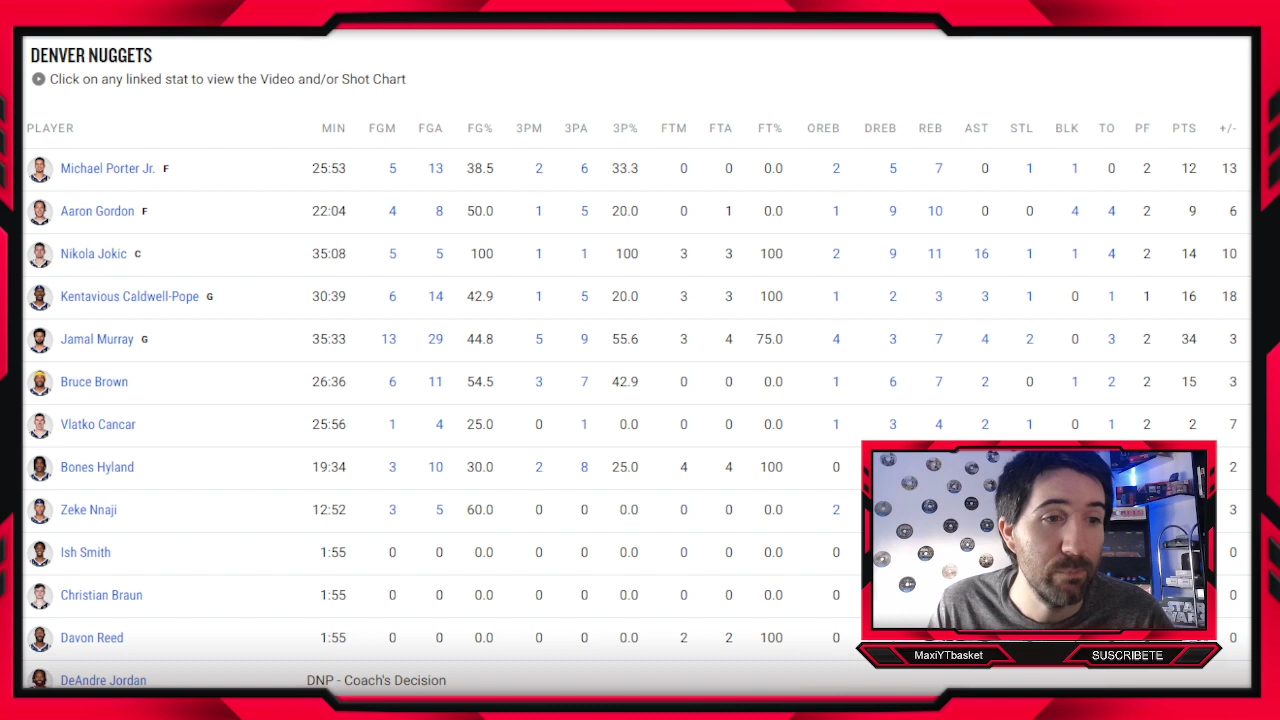 DENVER NUGGETS
Click on any linked stat to view the Video and/or Shot Chart
PLAYER MIN FGM FGA FG% 3PM 3PA 3P% FTM FTA FT% OREB DREB REB AST STL BLK TO PF PTS +/-
Michael Porter Jr. F 25:53 5 13 38.5 2 6 33.3 0 0 0.0 2 5 7 0 1 1 0 2 12 13
Aaron Gordon F 22:04 4 8 50.0 1 5 20.0 0 1 0.0 1 9 10 0 0 4 4 2 9 6
Nikola Jokic C 35:08 5 5 100 1 1 100 3 3 100 2 9 11 16 1 1 4 2 14 10
Kentavious Caldwell-Pope G 30:39 6 14 42.9 1 5 20.0 3 3 100 1 2 3 3 1 0 1 1 16 18
Jamal Murray G 35:33 13 29 44.8 5 9 55.6 3 4 75.0 4 3 7 4 2 0 3 2 34 3
Bruce Brown 26:36 6 11 54.5 3 7 42.9 0 0 0.0 1 6 7 2 0 1 2 2 15 3
Vlatko Cancar 25:56 1 4 25.0 0 1 0.0 0 0 0.0 1 3 4 2 1 0 1 2 2 7
Bones Hyland 19:34 3 10 30.0 2 8 25.0 4 4 100 0 2
Zeke Nnaji 12:52 3 5 60.0 0 0 0.0 0 0 0.0 2 3
Ish Smith 1:55 0 0 0.0 0 0 0.0 0 0 0.0 0 0
Christian Braun 1:55 0 0 0.0 0 0 0.0 0 0 0.0 0 0
Davon Reed 1:55 0 0 0.0 0 0 0.0 2 2 100 0 0
DeAndre Jordan DNP - Coach's Decision
MaxiYTbasket SUSCRIBETE